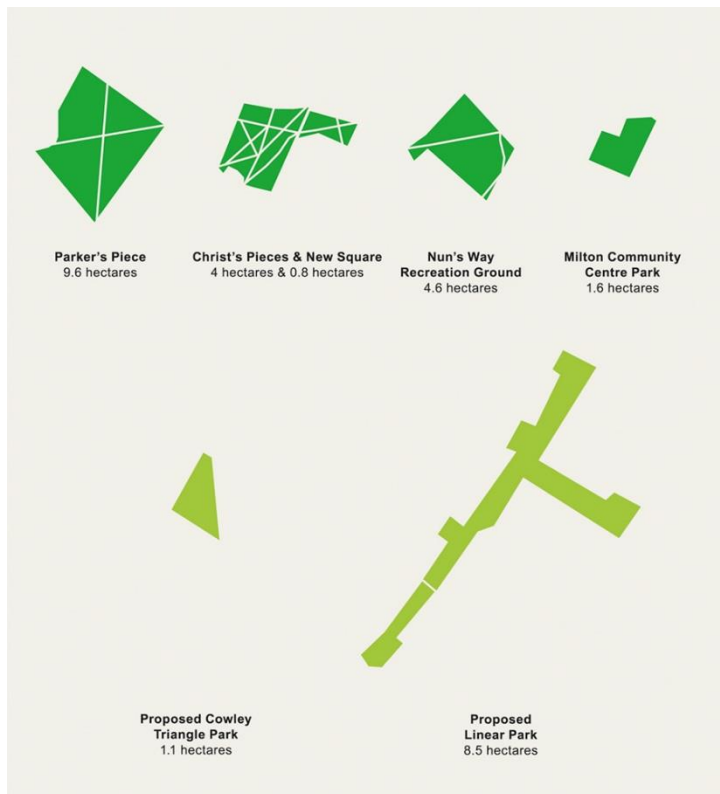 Parker's Piece
9.6 hectares
Christ's Pieces & New Square
4 hectares & 0.8 hectares
Nun's Way
Recreation Ground
4.6 hectares
Milton Community
Centre Park
1.6 hectares
Proposed Cowley
Triangle Park
1.1 hectares
Proposed
Linear Park
8.5 hectares